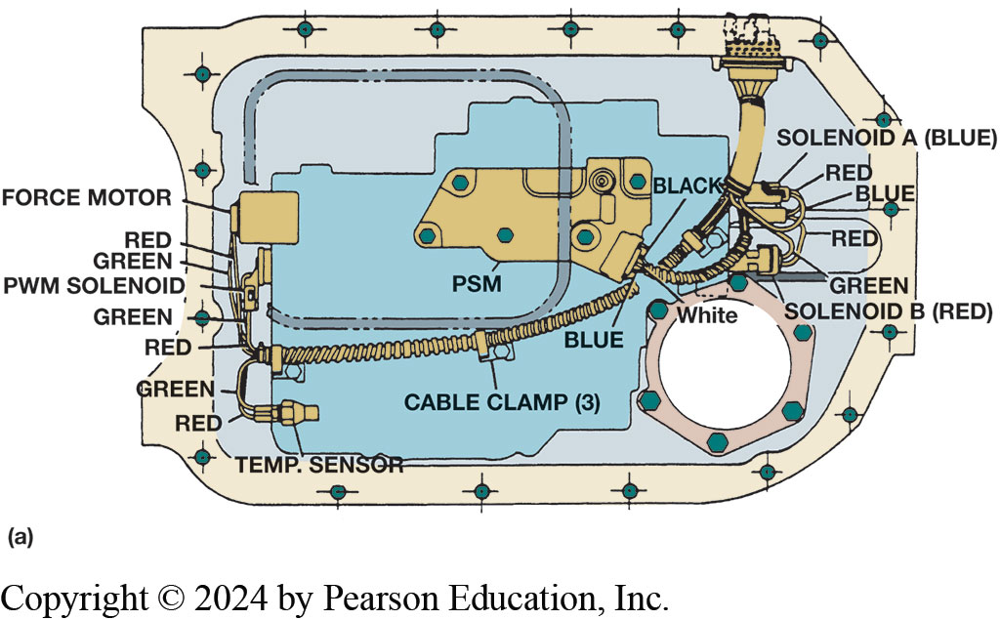 SOLENOID A (BLUE)
RED
BLACK
BLUE
FORCE MOTOR
RED
RED
GREEN
PWM SOLENOID
PSM
GREEN
GREEN
SOLENOID B (RED)
White
BLUE
RED
GREEN
CABLE CLAMP (3)
RED
TEMP. SENSOR
(a)
Copyright © 2024 by Pearson Education, Inc.